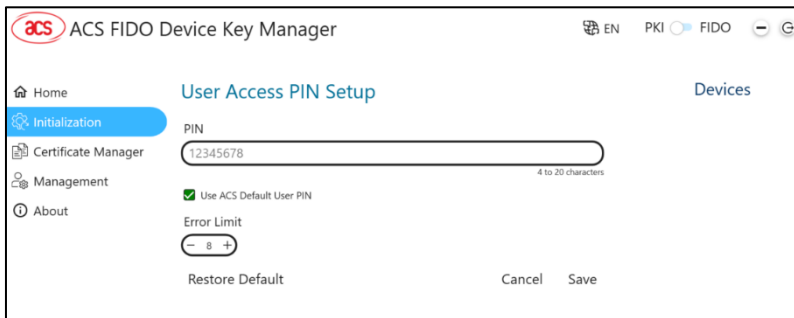 acs ACS FIDO Device Key Manager EN PKI FIDO
Home
Initialization
Certificate Manager
Management
About
User Access PIN Setup
PIN
12345678
4 to 20 characters
Use ACS Default User PIN
Error Limit
− 8 +
Restore Default Cancel Save
Devices